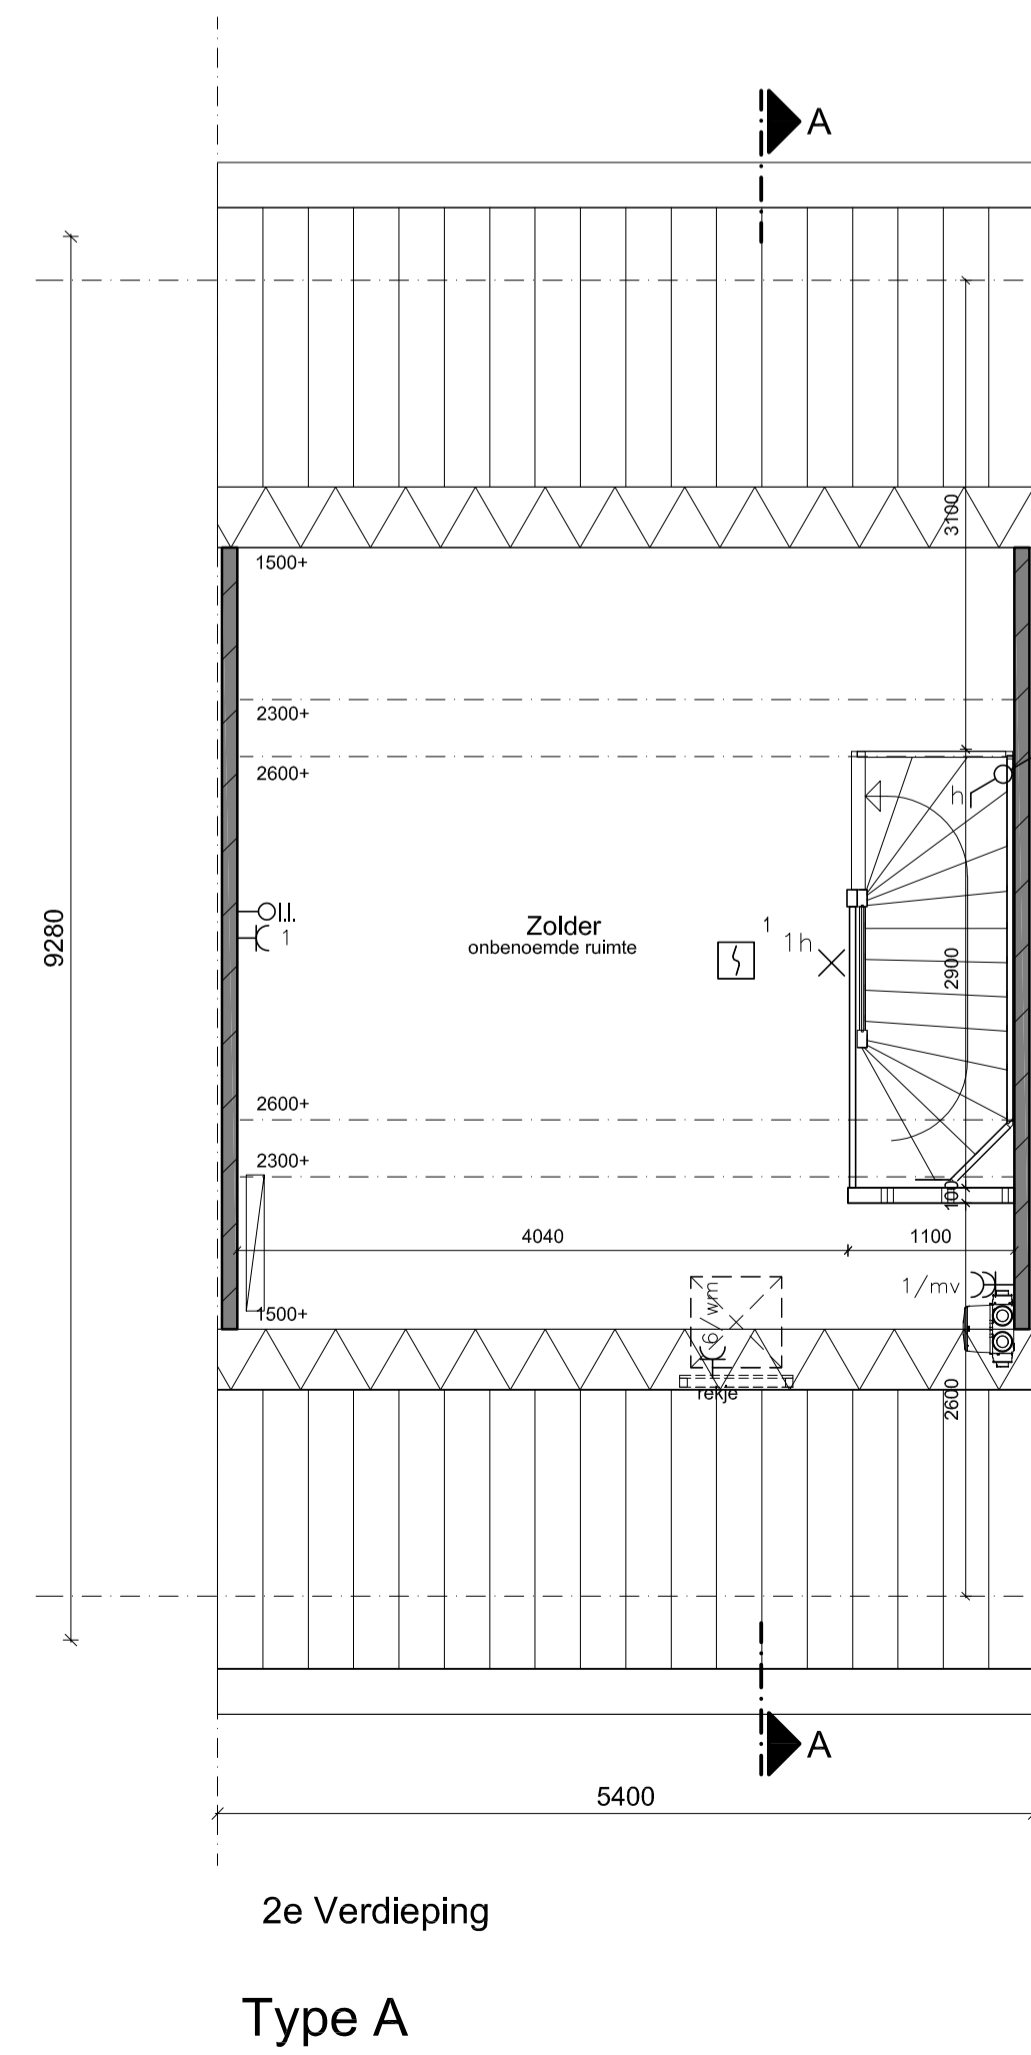 A
3100
1500+
2300+
2600+
h
9280
l.l.
1
Zolder
onbenoemde ruimte
1
1h
2900
2600+
2300+
100
4040
1100
1500+
6/wm
1/mv
rekje
2600
A
5400
2e Verdieping
Type A